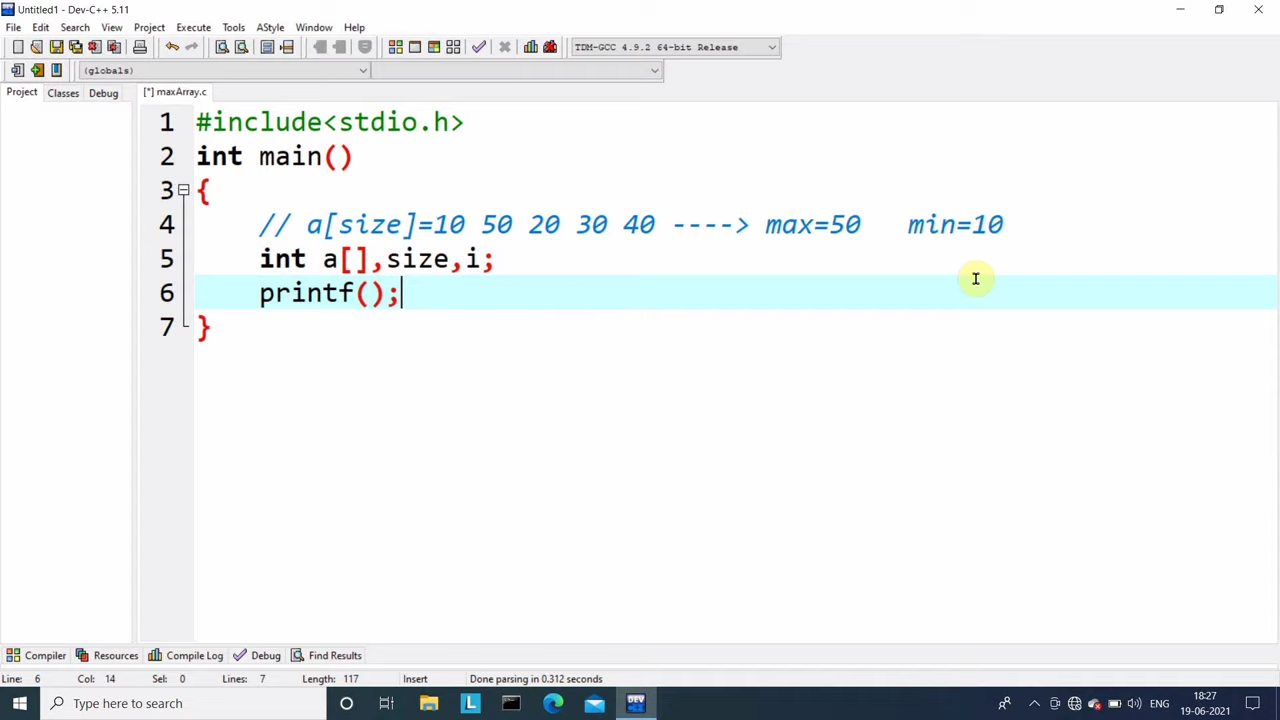 Untitled1 - Dev-C++ 5.11
File Edit Search View Project Execute Tools AStyle Window Help
TDM-GCC 4.9.2 64-bit Release
(globals)
Project Classes Debug [*] maxArray.c
1 #include<stdio.h>
2 int main()
3 {
4 // a[size]=10 50 20 30 40 ----> max=50 min=10
5 int a[],size,i;
6 printf();
7 }
Compiler Resources Compile Log Debug Find Results
Line: 6 Col: 14 Sel: 0 Lines: 7 Length: 117 Insert Done parsing in 0.312 seconds
Type here to search L DEV ENG 18:27
19-06-2021